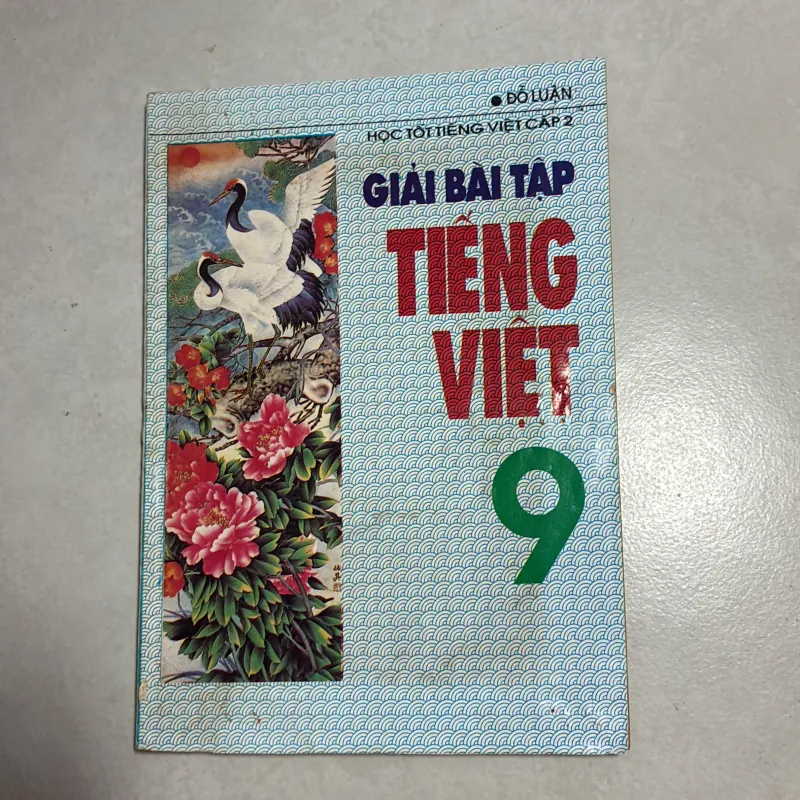 ● ĐỖ LUẬN
HỌC TỐT TIẾNG VIỆT CẤP 2
GIẢI BÀI TẬP
TIẾNG
VIỆT
9